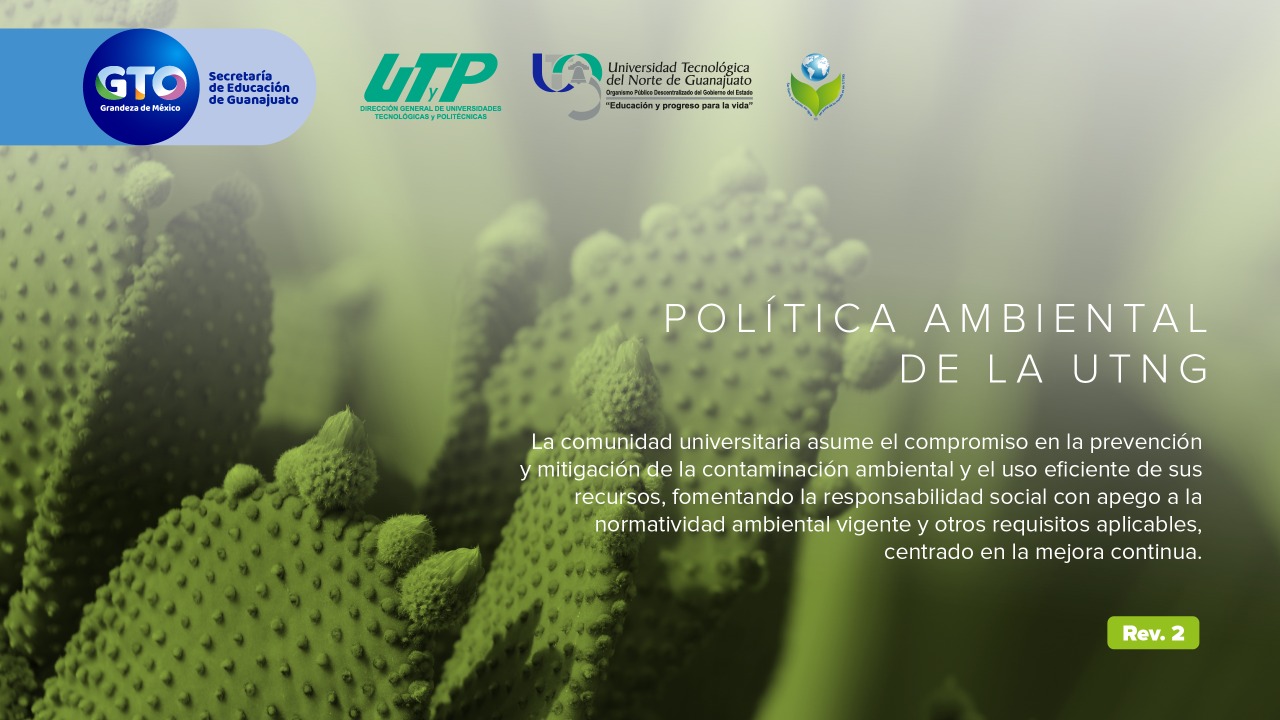 GTO
Grandeza de México
Secretaría
de Educación
de Guanajuato
UTyP
DIRECCIÓN GENERAL DE UNIVERSIDADES
TECNOLÓGICAS y POLITÉCNICAS
Universidad Tecnológica
del Norte de Guanajuato
Organismo Público Descentralizado del Gobierno del Estado
"Educación y progreso para la vida"
POLÍTICA AMBIENTAL
DE LA UTNG
La comunidad universitaria asume el compromiso en la prevención
y mitigación de la contaminación ambiental y el uso eficiente de sus
recursos, fomentando la responsabilidad social con apego a la
normatividad ambiental vigente y otros requisitos aplicables,
centrado en la mejora continua.
Rev. 2